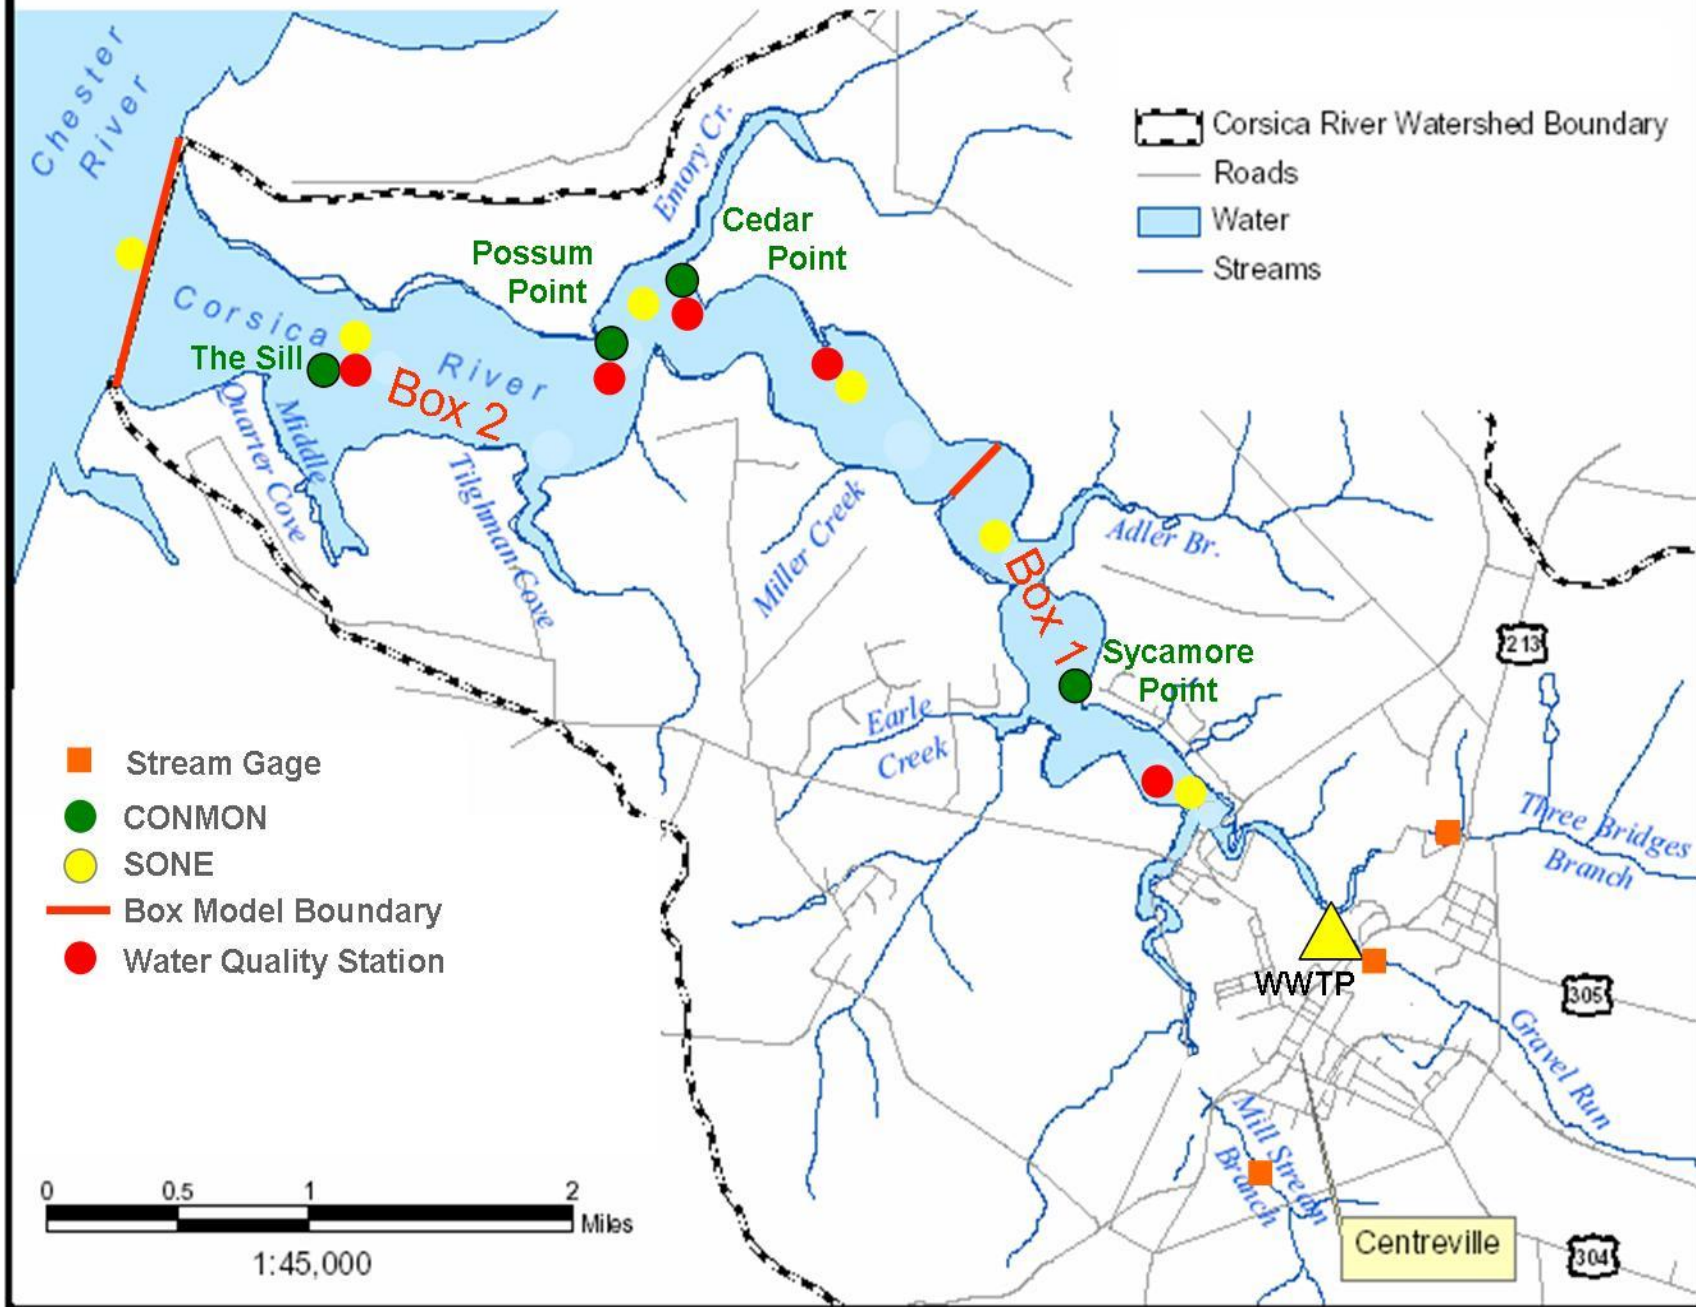 Chester
River
Emory Cr.
Corsica River Watershed Boundary
Roads
Water
Streams
Cedar
Point
Possum
Point
Corsica
River
The Sill
Box 2
Quarter Cove
Middle
Tilghman Cove
Miller Creek
Adler Br.
Box 1
Sycamore
Point
213
Earle
Creek
Stream Gage
CONMON
SONE
Box Model Boundary
Water Quality Station
Three Bridges
Branch
WWTP
305
Gravel Run
Mill Stream
Branch
0 0.5 1 2
Miles
1:45,000
Centreville
304